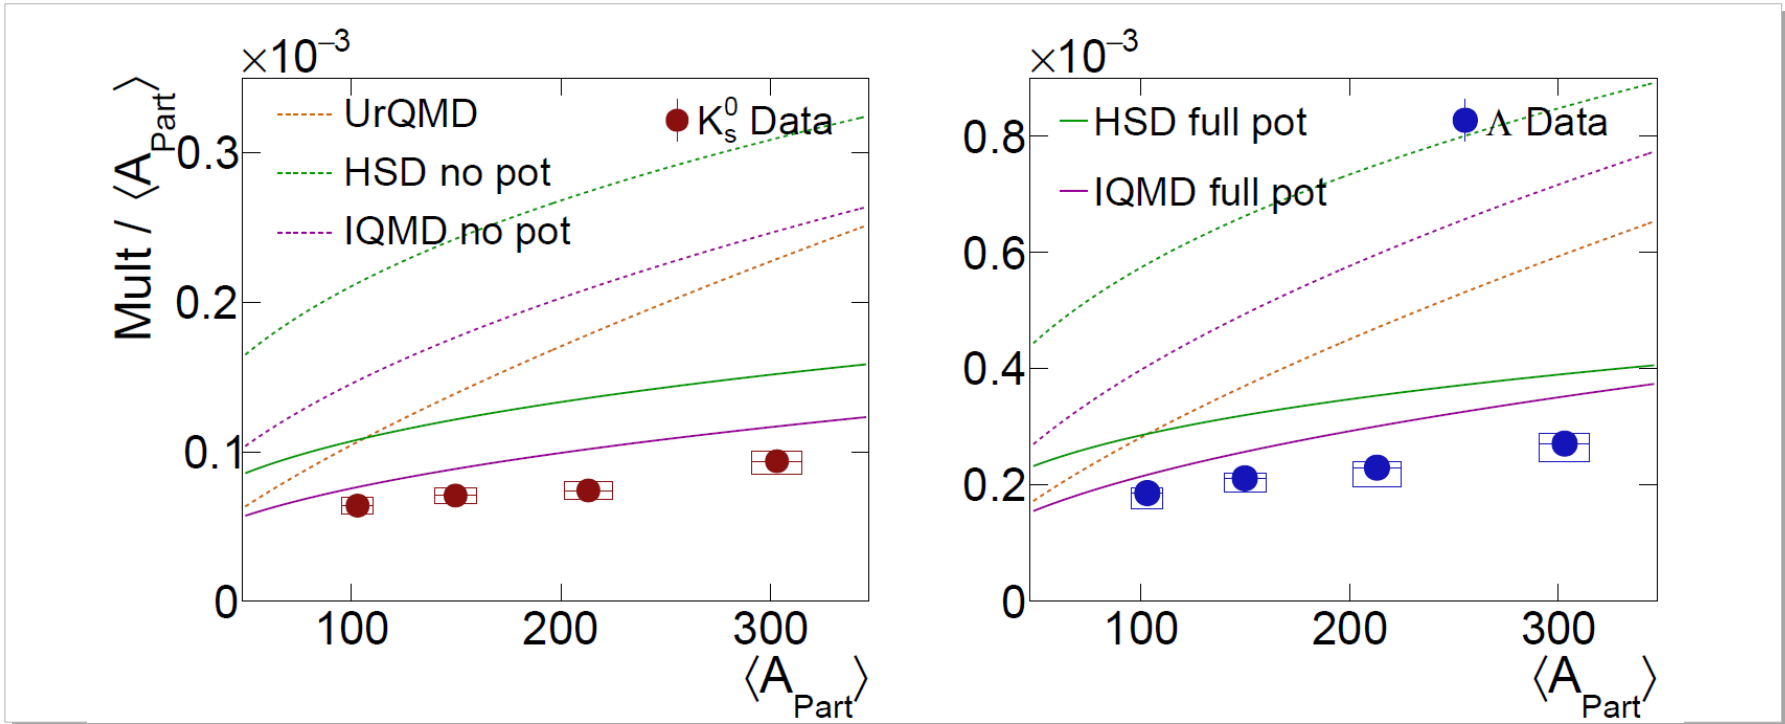 ×10⁻³
Mult / ⟨A_Part⟩
UrQMD
HSD no pot
IQMD no pot
K⁰_s Data
0.3
0.2
0.1
0
100 200 300
⟨A_Part⟩
×10⁻³
HSD full pot
IQMD full pot
Λ Data
0.8
0.6
0.4
0.2
0
100 200 300
⟨A_Part⟩